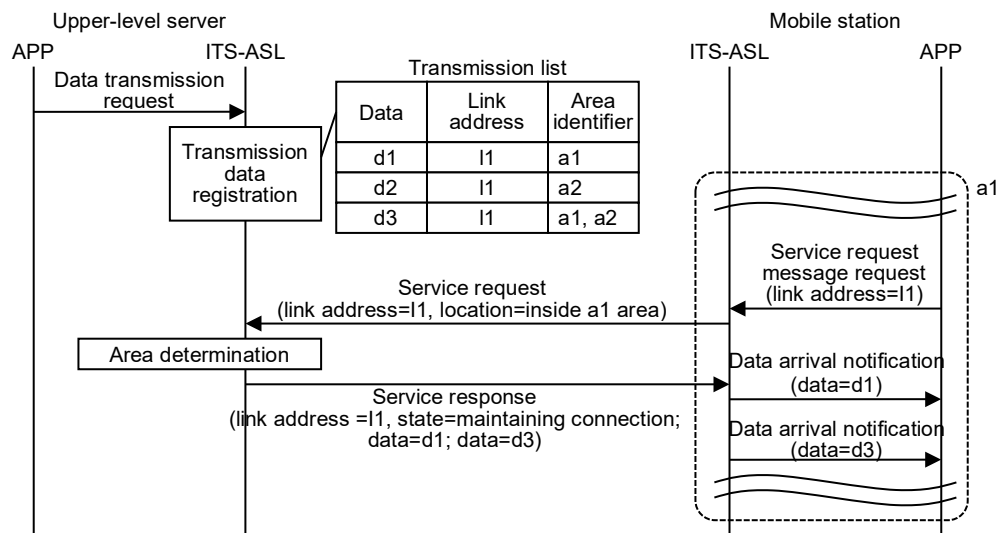 Upper-level server
Mobile station
APP
ITS-ASL
ITS-ASL
APP
Data transmission
request
Transmission list
Data
Link
address
Area
identifier
d1
l1
a1
d2
l1
a2
d3
l1
a1, a2
Transmission
data
registration
a1
Service request
message request
(link address=l1)
Service request
(link address=l1, location=inside a1 area)
Area determination
Service response
(link address =l1, state=maintaining connection;
data=d1; data=d3)
Data arrival notification
(data=d1)
Data arrival notification
(data=d3)